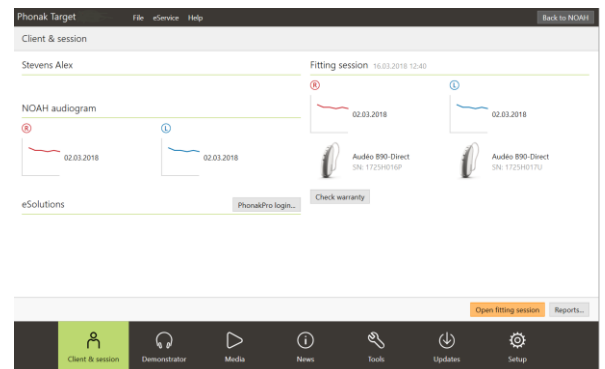 Phonak Target File eService Help Back to NOAH
Client & session
Stevens Alex
NOAH audiogram
R L
02.03.2018 02.03.2018
eSolutions PhonakPro login...
Fitting session 16.03.2018 12:40
R L
02.03.2018 02.03.2018
Audéo B90-Direct Audéo B90-Direct
SN: 1725H016P SN: 1725H017U
Check warranty
Open fitting session Reports...
Client & session Demonstrator Media News Tools Updates Setup